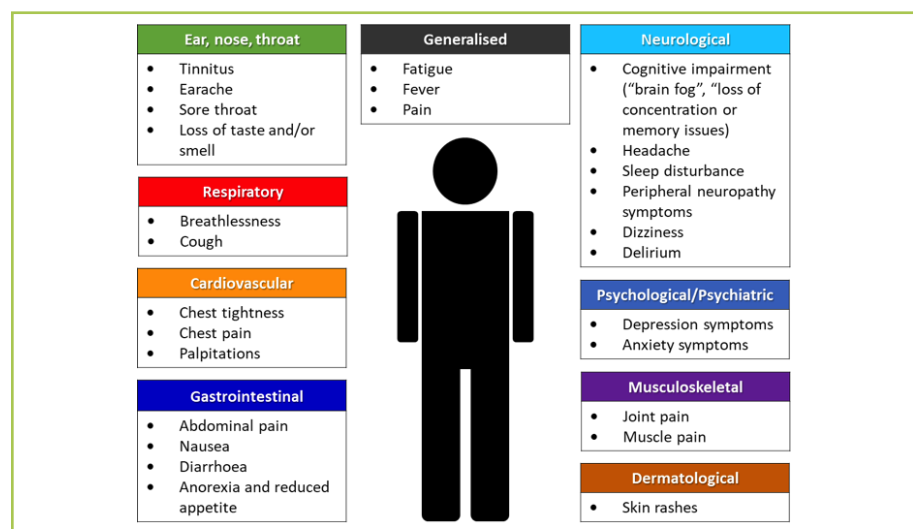 Ear, nose, throat
• Tinnitus
• Earache
• Sore throat
• Loss of taste and/or
smell
Respiratory
• Breathlessness
• Cough
Cardiovascular
• Chest tightness
• Chest pain
• Palpitations
Gastrointestinal
• Abdominal pain
• Nausea
• Diarrhoea
• Anorexia and reduced
appetite
Generalised
• Fatigue
• Fever
• Pain
Neurological
• Cognitive impairment
("brain fog", "loss of
concentration or
memory issues)
• Headache
• Sleep disturbance
• Peripheral neuropathy
symptoms
• Dizziness
• Delirium
Psychological/Psychiatric
• Depression symptoms
• Anxiety symptoms
Musculoskeletal
• Joint pain
• Muscle pain
Dermatological
• Skin rashes